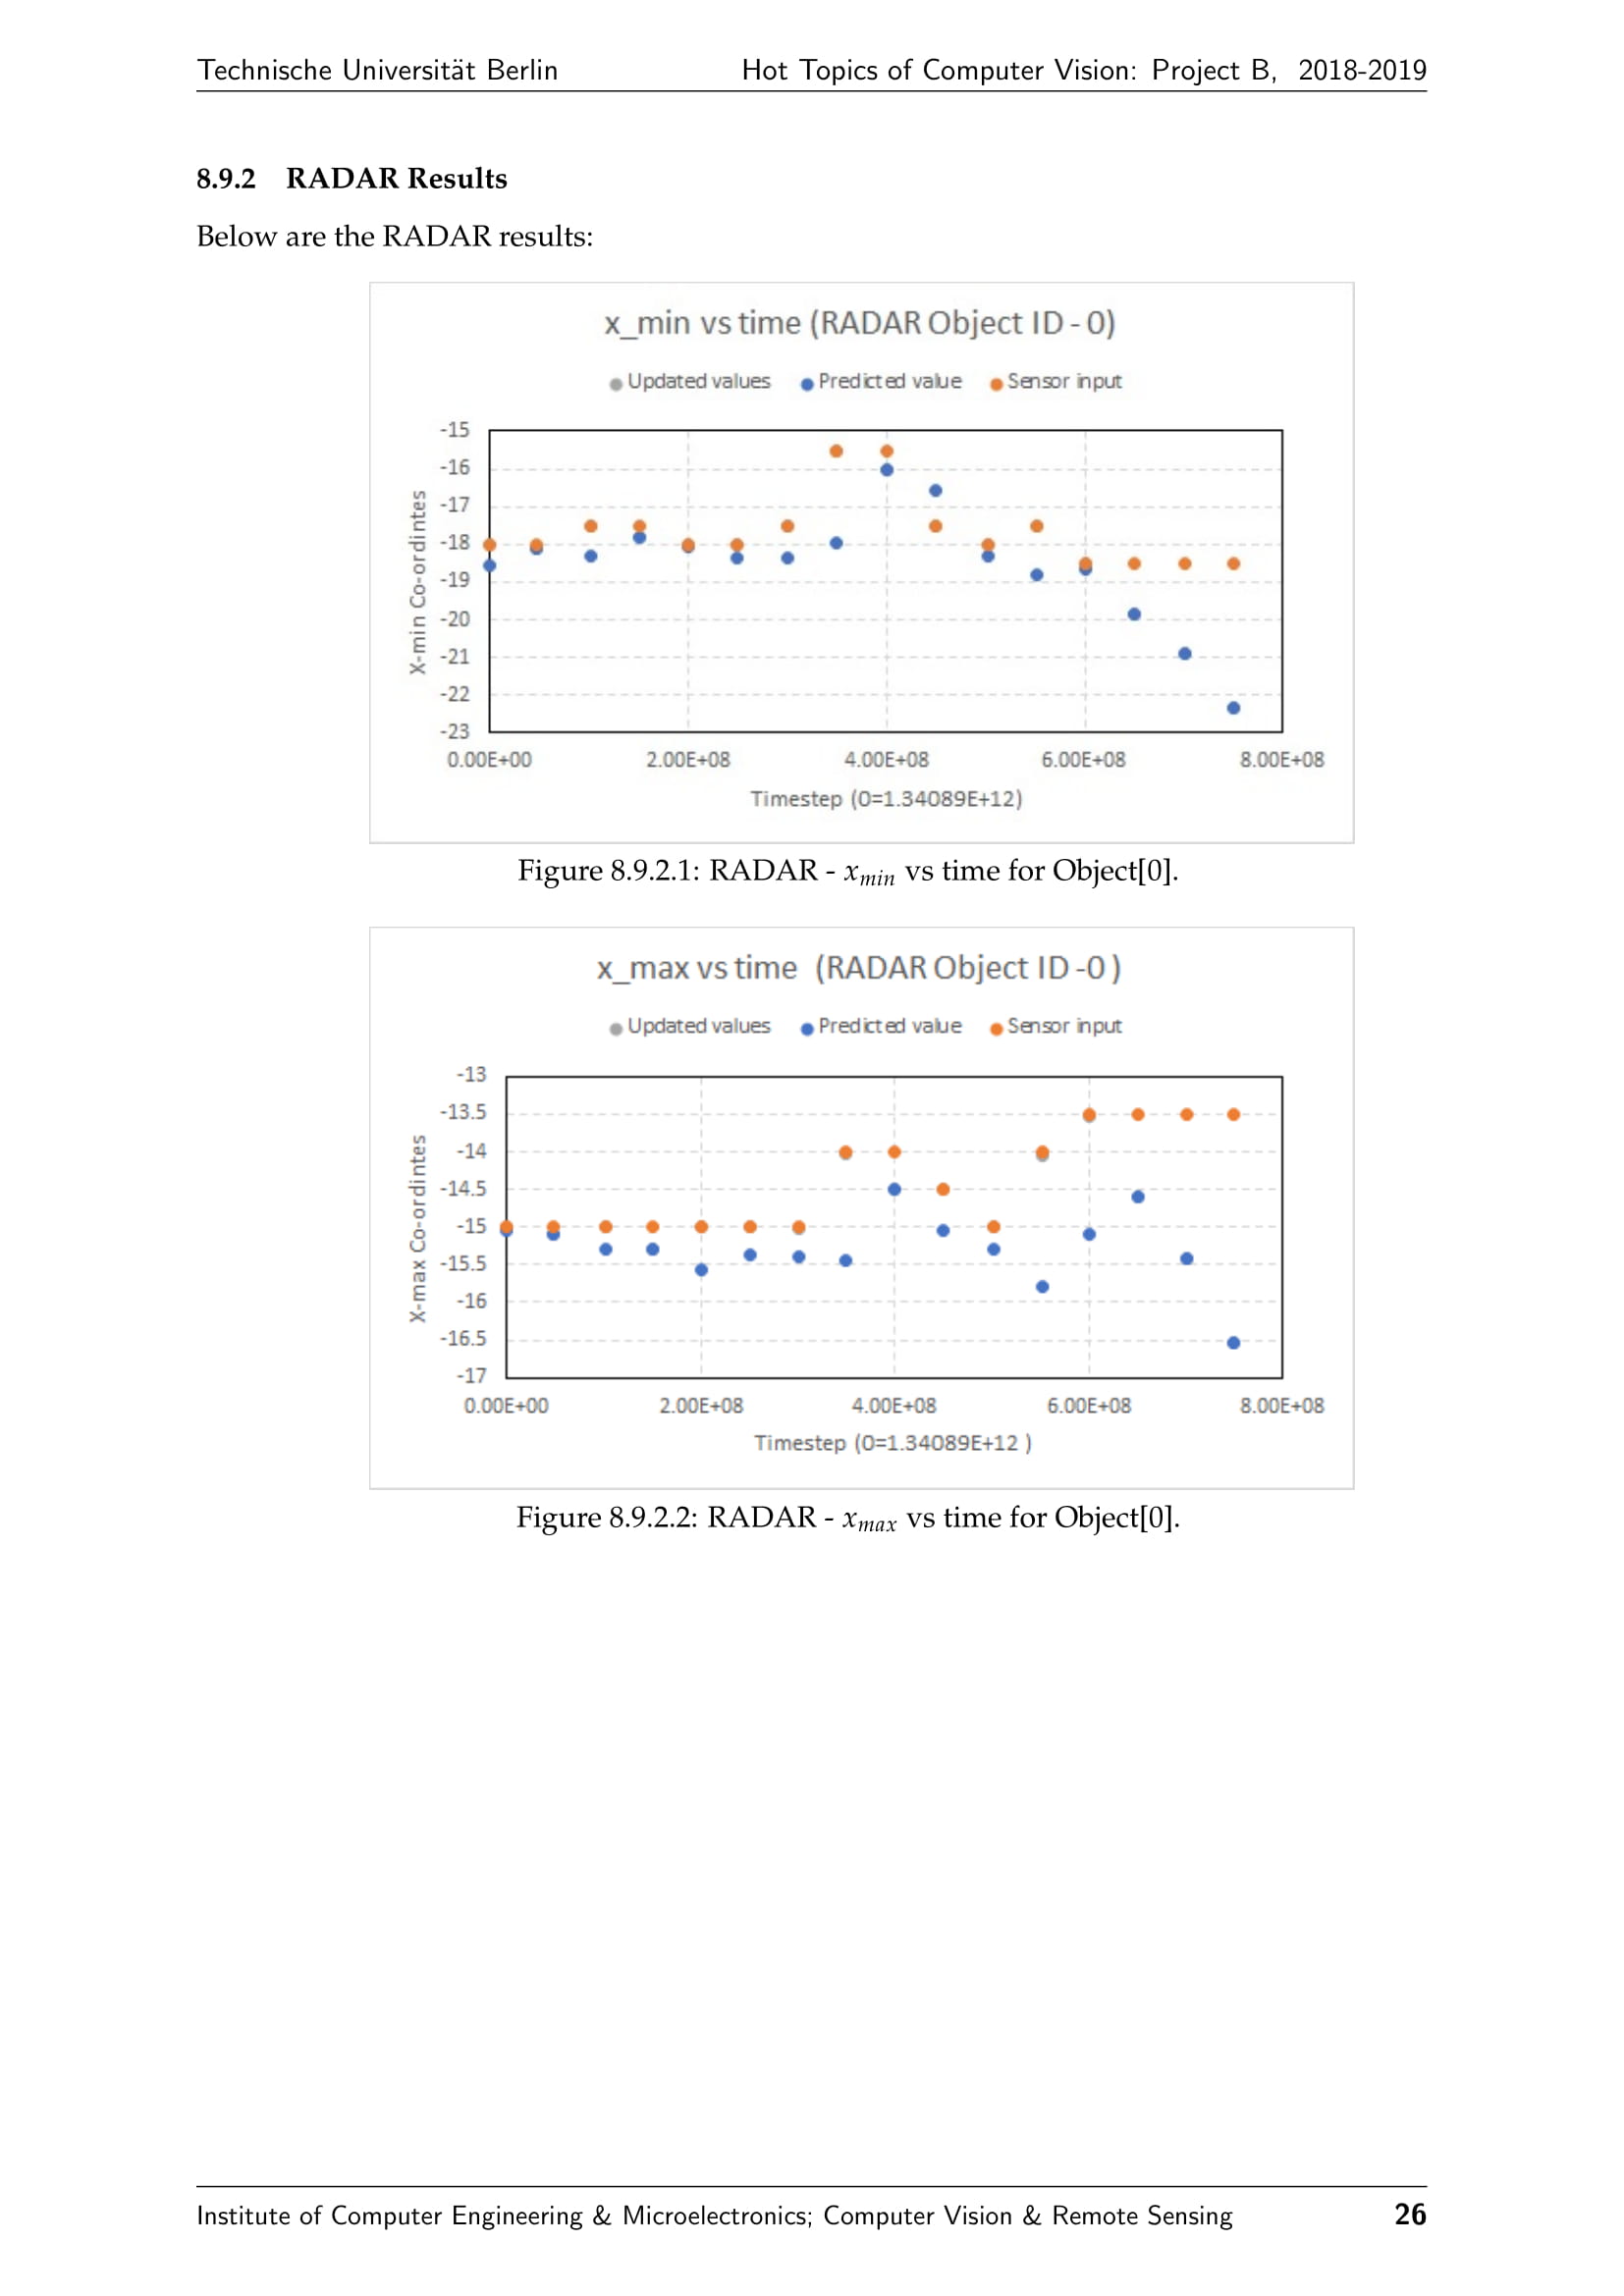 Technische Universität Berlin Hot Topics of Computer Vision: Project B, 2018-2019
8.9.2 RADAR Results
Below are the RADAR results:
x_min vs time (RADAR Object ID - 0)
Updated values Predicted value Sensor input
X-min Co-ordintes
-15
-16
-17
-18
-19
-20
-21
-22
-23
0.00E+00 2.00E+08 4.00E+08 6.00E+08 8.00E+08
Timestep (0=1.34089E+12)
Figure 8.9.2.1: RADAR - xmin vs time for Object[0].
x_max vs time (RADAR Object ID -0 )
Updated values Predicted value Sensor input
X-max Co-ordintes
-13
-13.5
-14
-14.5
-15
-15.5
-16
-16.5
-17
0.00E+00 2.00E+08 4.00E+08 6.00E+08 8.00E+08
Timestep (0=1.34089E+12 )
Figure 8.9.2.2: RADAR - xmax vs time for Object[0].
Institute of Computer Engineering & Microelectronics; Computer Vision & Remote Sensing 26